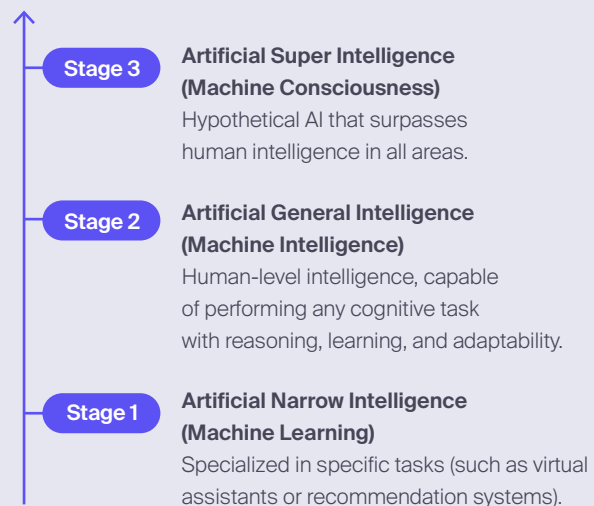 Stage 3
Artificial Super Intelligence
(Machine Consciousness)
Hypothetical AI that surpasses
human intelligence in all areas.
Stage 2
Artificial General Intelligence
(Machine Intelligence)
Human-level intelligence, capable
of performing any cognitive task
with reasoning, learning, and adaptability.
Stage 1
Artificial Narrow Intelligence
(Machine Learning)
Specialized in specific tasks (such as virtual
assistants or recommendation systems).